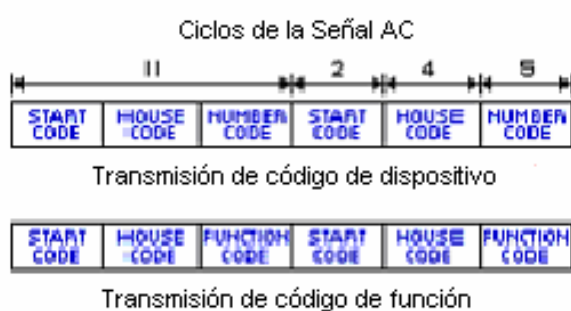 Ciclos de la Señal AC
11 2 4 5
START HOUSE NUMBER START HOUSE NUMBER
CODE CODE CODE CODE CODE CODE
Transmisión de código de dispositivo
START HOUSE FUNCTION START HOUSE FUNCTION
CODE CODE CODE CODE CODE CODE
Transmisión de código de función